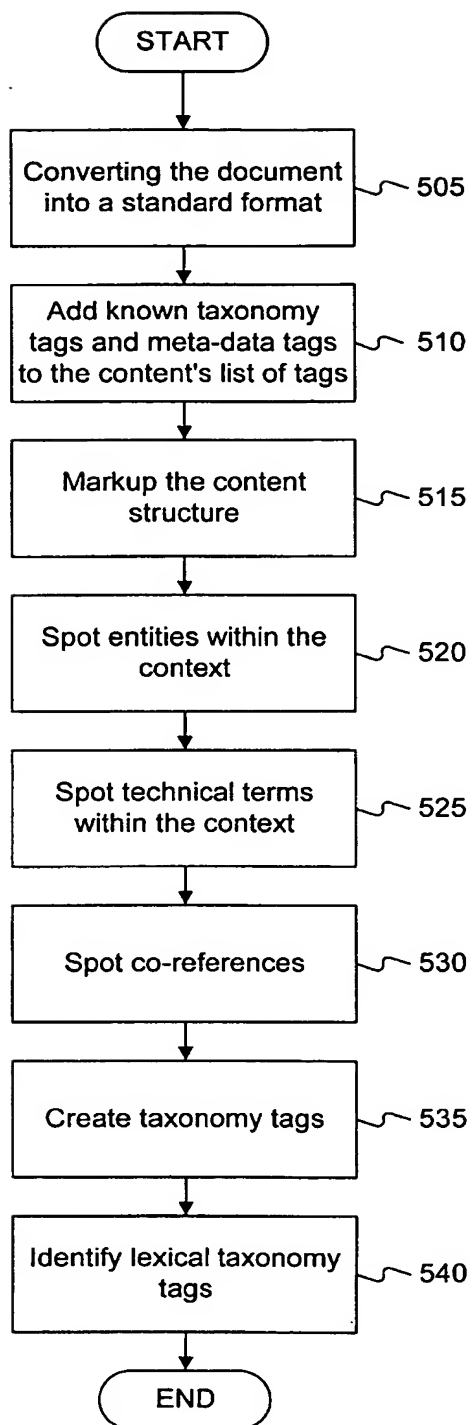 START
Converting the document
into a standard format
505
Add known taxonomy
tags and meta-data tags
to the content's list of tags
510
Markup the content
structure
515
Spot entities within the
context
520
Spot technical terms
within the context
525
Spot co-references
530
Create taxonomy tags
535
Identify lexical taxonomy
tags
540
END